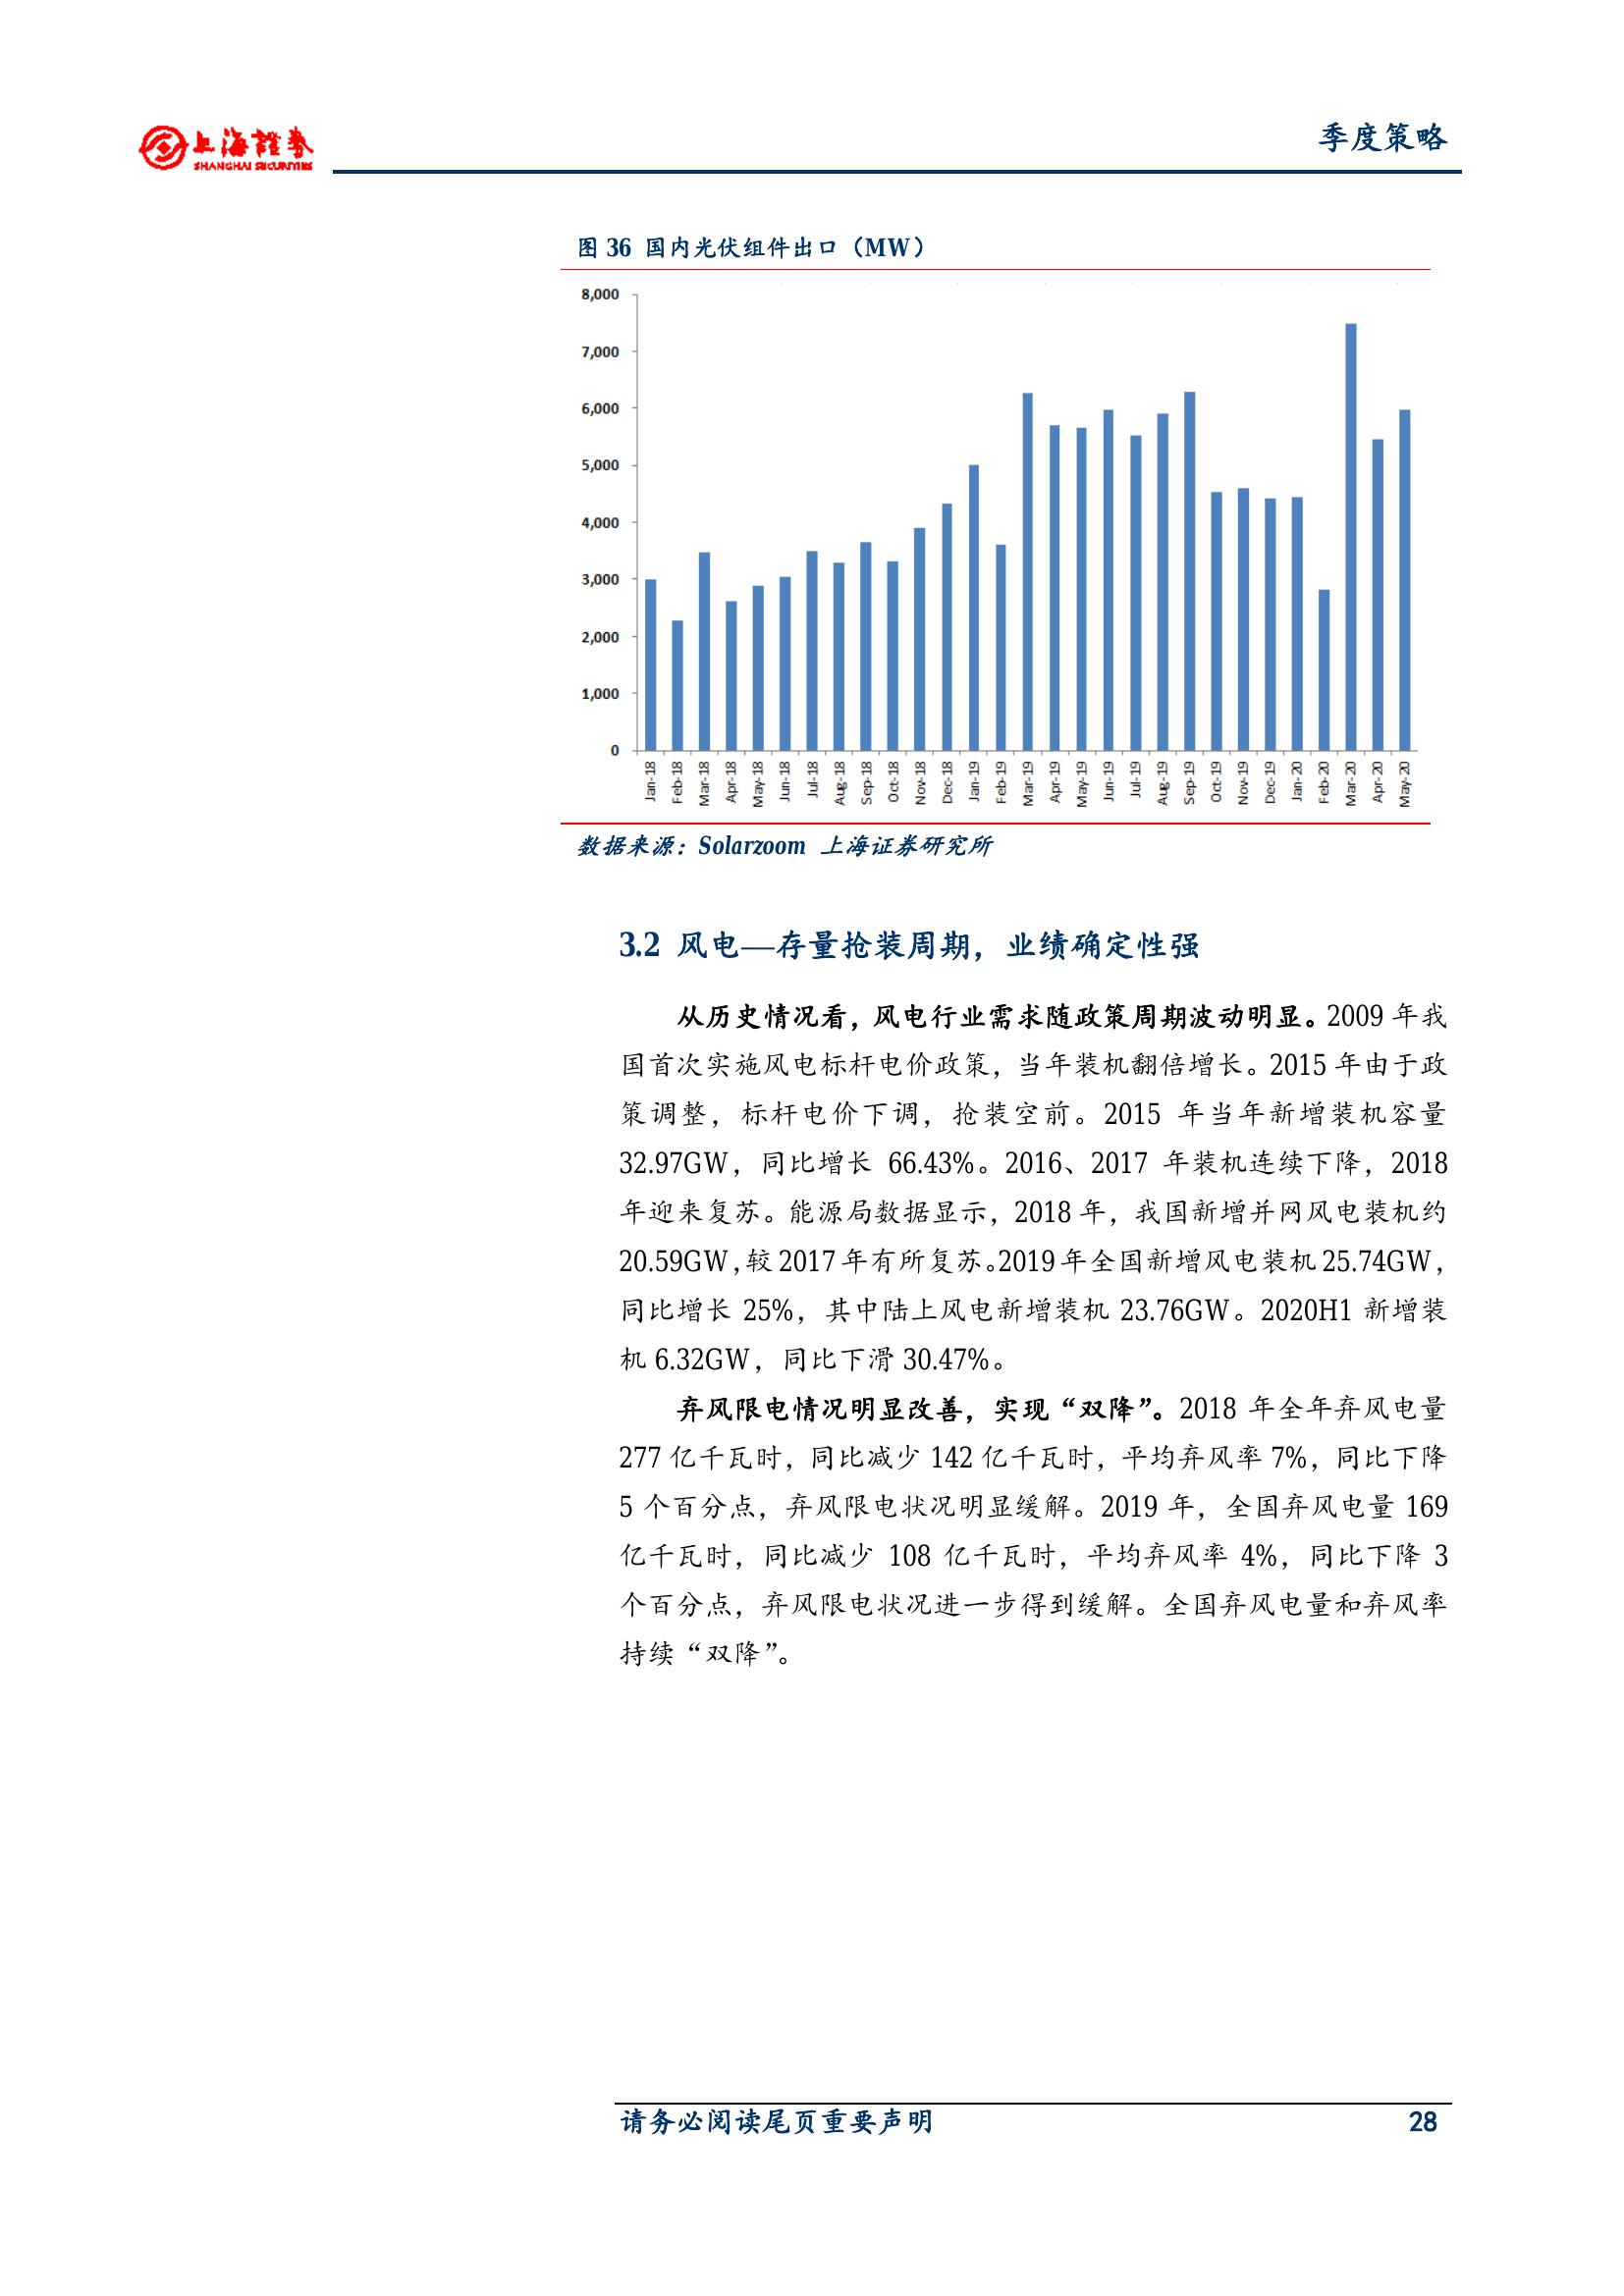 上海證券
SHANGHAI SECURITIES
季度策略
图 36 国内光伏组件出口（MW）
8,000
7,000
6,000
5,000
4,000
3,000
2,000
1,000
0
Jan-18
Feb-18
Mar-18
Apr-18
May-18
Jun-18
Jul-18
Aug-18
Sep-18
Oct-18
Nov-18
Dec-18
Jan-19
Feb-19
Mar-19
Apr-19
May-19
Jun-19
Jul-19
Aug-19
Sep-19
Oct-19
Nov-19
Dec-19
Jan-20
Feb-20
Mar-20
Apr-20
May-20
数据来源：Solarzoom 上海证券研究所
3.2 风电—存量抢装周期，业绩确定性强
从历史情况看，风电行业需求随政策周期波动明显。2009 年我
国首次实施风电标杆电价政策，当年装机翻倍增长。2015 年由于政
策调整，标杆电价下调，抢装空前。2015 年当年新增装机容量
32.97GW，同比增长 66.43%。2016、2017 年装机连续下降，2018
年迎来复苏。能源局数据显示，2018 年，我国新增并网风电装机约
20.59GW，较 2017 年有所复苏。2019 年全国新增风电装机 25.74GW，
同比增长 25%，其中陆上风电新增装机 23.76GW。2020H1 新增装
机 6.32GW，同比下滑 30.47%。
弃风限电情况明显改善，实现“双降”。2018 年全年弃风电量
277 亿千瓦时，同比减少 142 亿千瓦时，平均弃风率 7%，同比下降
5 个百分点，弃风限电状况明显缓解。2019 年，全国弃风电量 169
亿千瓦时，同比减少 108 亿千瓦时，平均弃风率 4%，同比下降 3
个百分点，弃风限电状况进一步得到缓解。全国弃风电量和弃风率
持续“双降”。
请务必阅读尾页重要声明
28